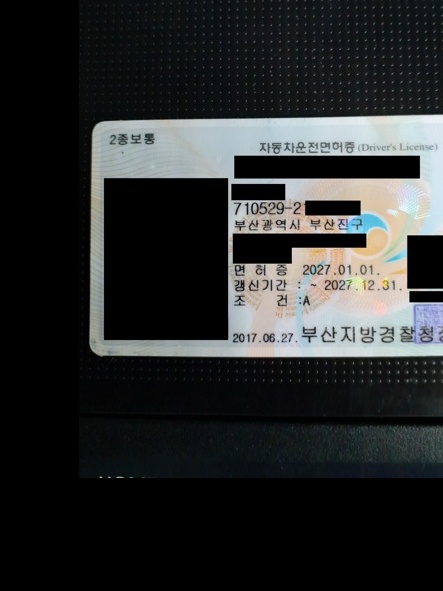 2종보통
자동차운전면허증 (Driver's License)
710529-2
부산광역시 부산진구
면 허 증 2027.01.01.
갱신기간 : ~ 2027.12.31.
조 건 :A
2017.06.27. 부산지방경찰청장